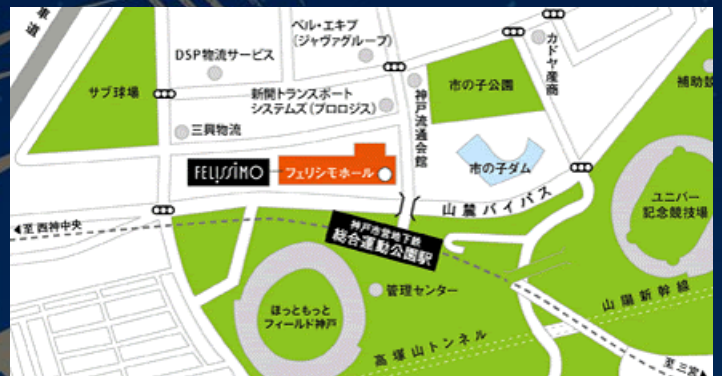 車道
ベル・エキップ
(ジャヴァグループ)
DSP物流サービス
カドヤ産商
サブ球場
新開トランスポート
システムズ(プロロジス)
神戸流通会館
市の子公園
補助競
三興物流
FELISSIMO
フェリシモホール
市の子ダム
ユニバー
記念競技場
山麓バイパス
◀至西神中央
神戸市営地下鉄
総合運動公園駅
ほっともっと
フィールド神戸
管理センター
山陽新幹線
高塚山トンネル
至三宮▶